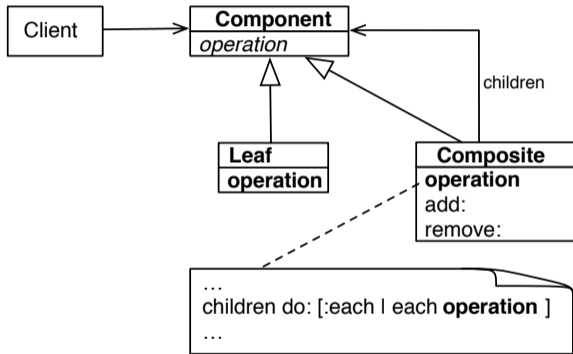 Client
Component
operation
children
Leaf
operation
Composite
operation
add:
remove:
...
children do: [:each | each operation ]
...